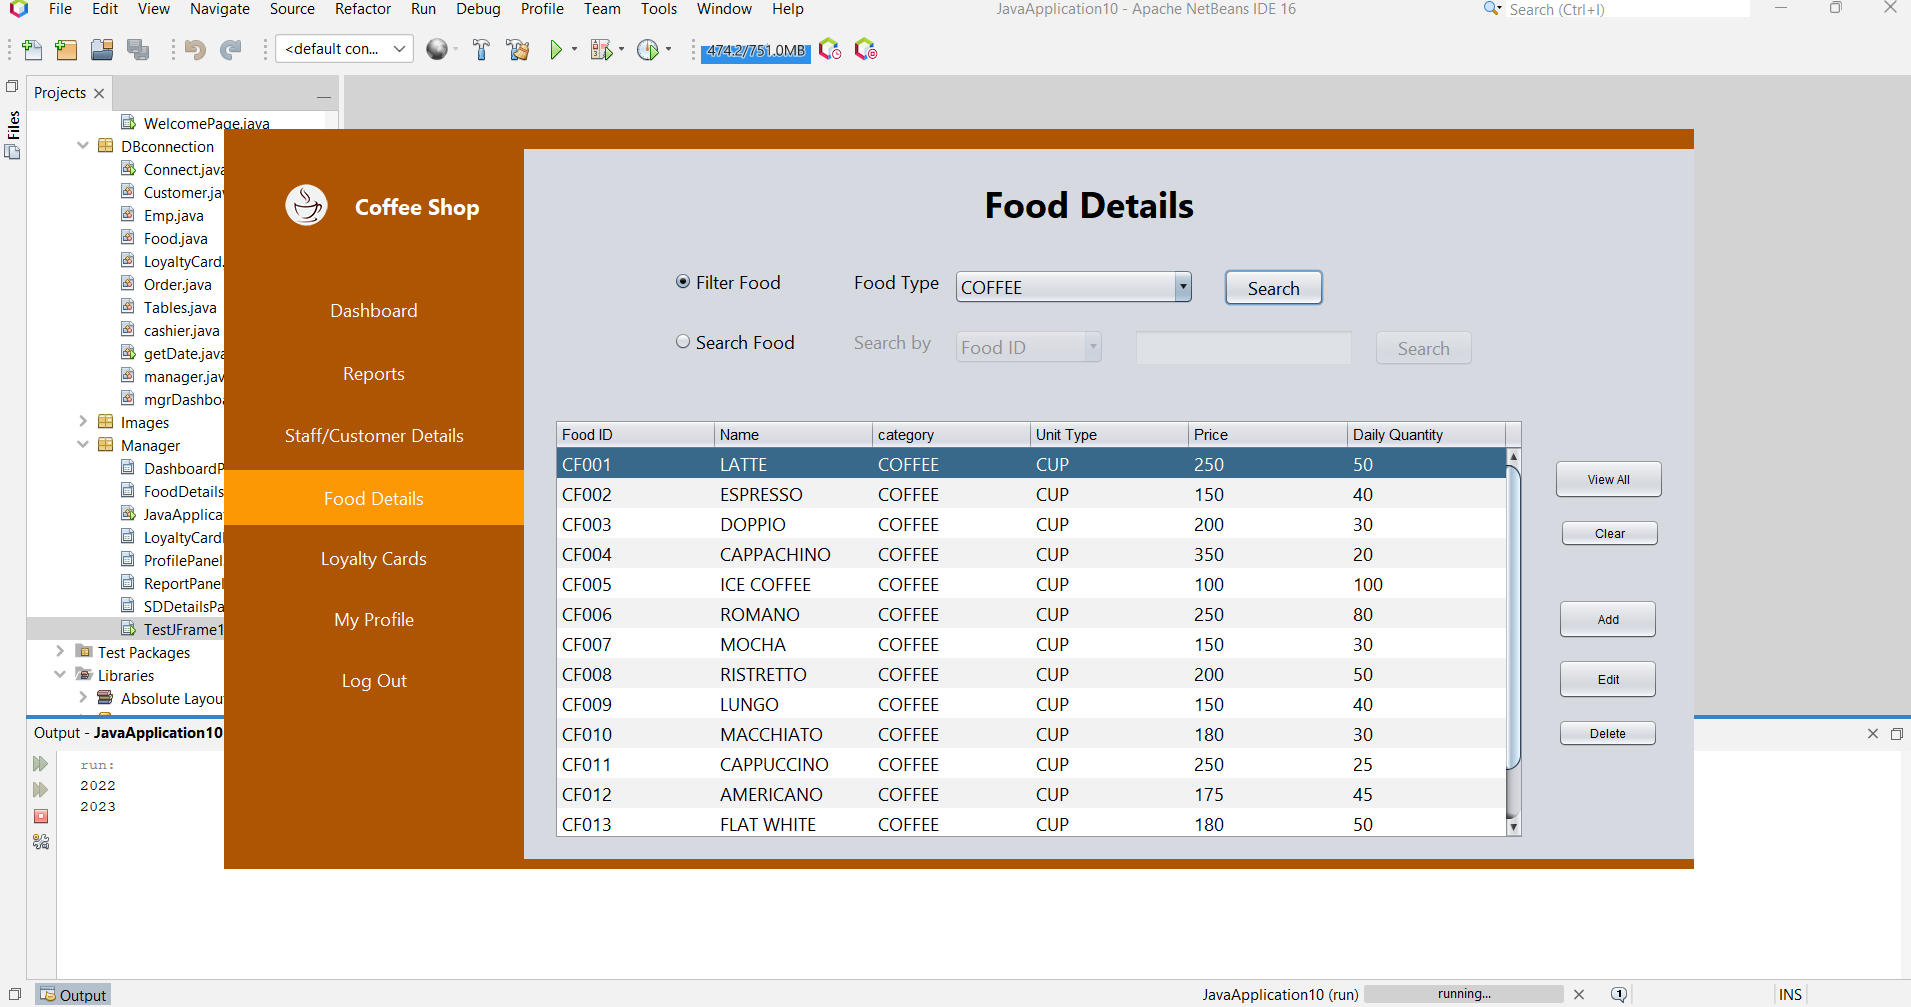 File Edit View Navigate Source Refactor Run Debug Profile Team Tools Window Help JavaApplication10 - Apache NetBeans IDE 16 Search (Ctrl+I)
<default con... 474.2/751.0MB
Projects
Files
WelcomePage.java
DBconnection
Connect.java
Customer.jav
Emp.java
Food.java
LoyaltyCard.
Order.java
Tables.java
cashier.java
getDate.java
manager.jav
mgrDashboa
Images
Manager
DashboardP
FoodDetails
JavaApplica
LoyaltyCard
ProfilePanel
ReportPanel
SDDetailsPa
TestJFrame1
Test Packages
Libraries
Absolute Layou
Coffee Shop
Dashboard
Reports
Staff/Customer Details
Food Details
Loyalty Cards
My Profile
Log Out
Food Details
Filter Food Food Type COFFEE Search
Search Food Search by Food ID Search
Food ID Name category Unit Type Price Daily Quantity
CF001 LATTE COFFEE CUP 250 50
CF002 ESPRESSO COFFEE CUP 150 40
CF003 DOPPIO COFFEE CUP 200 30
CF004 CAPPACHINO COFFEE CUP 350 20
CF005 ICE COFFEE COFFEE CUP 100 100
CF006 ROMANO COFFEE CUP 250 80
CF007 MOCHA COFFEE CUP 150 30
CF008 RISTRETTO COFFEE CUP 200 50
CF009 LUNGO COFFEE CUP 150 40
CF010 MACCHIATO COFFEE CUP 180 30
CF011 CAPPUCCINO COFFEE CUP 250 25
CF012 AMERICANO COFFEE CUP 175 45
CF013 FLAT WHITE COFFEE CUP 180 50
View All
Clear
Add
Edit
Delete
Output - JavaApplication10
run:
2022
2023
Output JavaApplication10 (run) running... 1 INS